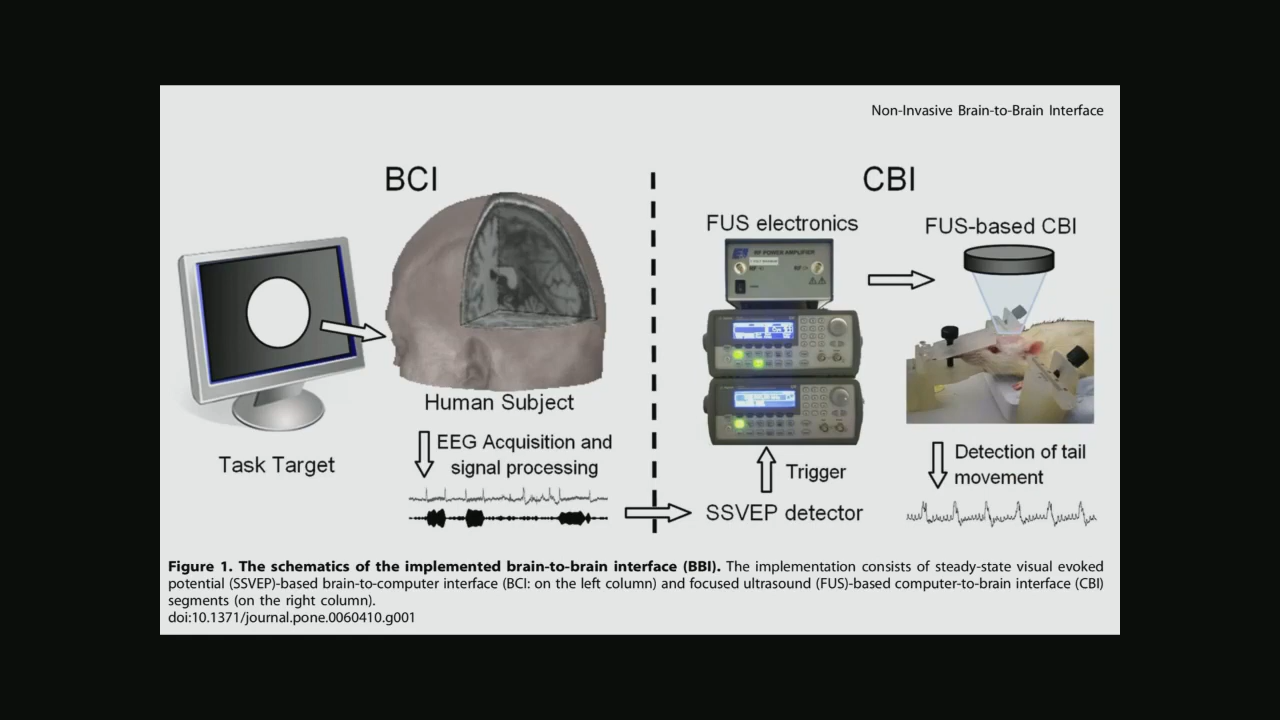 Non-Invasive Brain-to-Brain Interface
BCI
CBI
FUS electronics
FUS-based CBI
RF POWER AMPLIFIER
Human Subject
Task Target
EEG Acquisition and
signal processing
Trigger
SSVEP detector
Detection of tail
movement
Figure 1. The schematics of the implemented brain-to-brain interface (BBI). The implementation consists of steady-state visual evoked
potential (SSVEP)-based brain-to-computer interface (BCI: on the left column) and focused ultrasound (FUS)-based computer-to-brain interface (CBI)
segments (on the right column).
doi:10.1371/journal.pone.0060410.g001